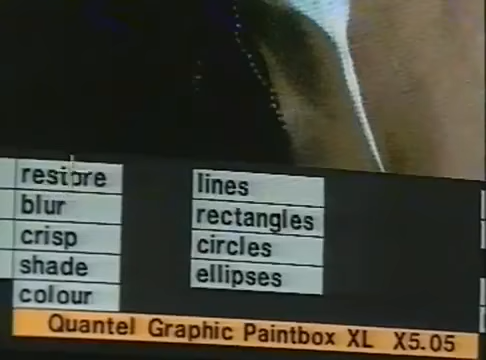 restore
blur
crisp
shade
colour
lines
rectangles
circles
ellipses
Quantel Graphic Paintbox XL X5.05